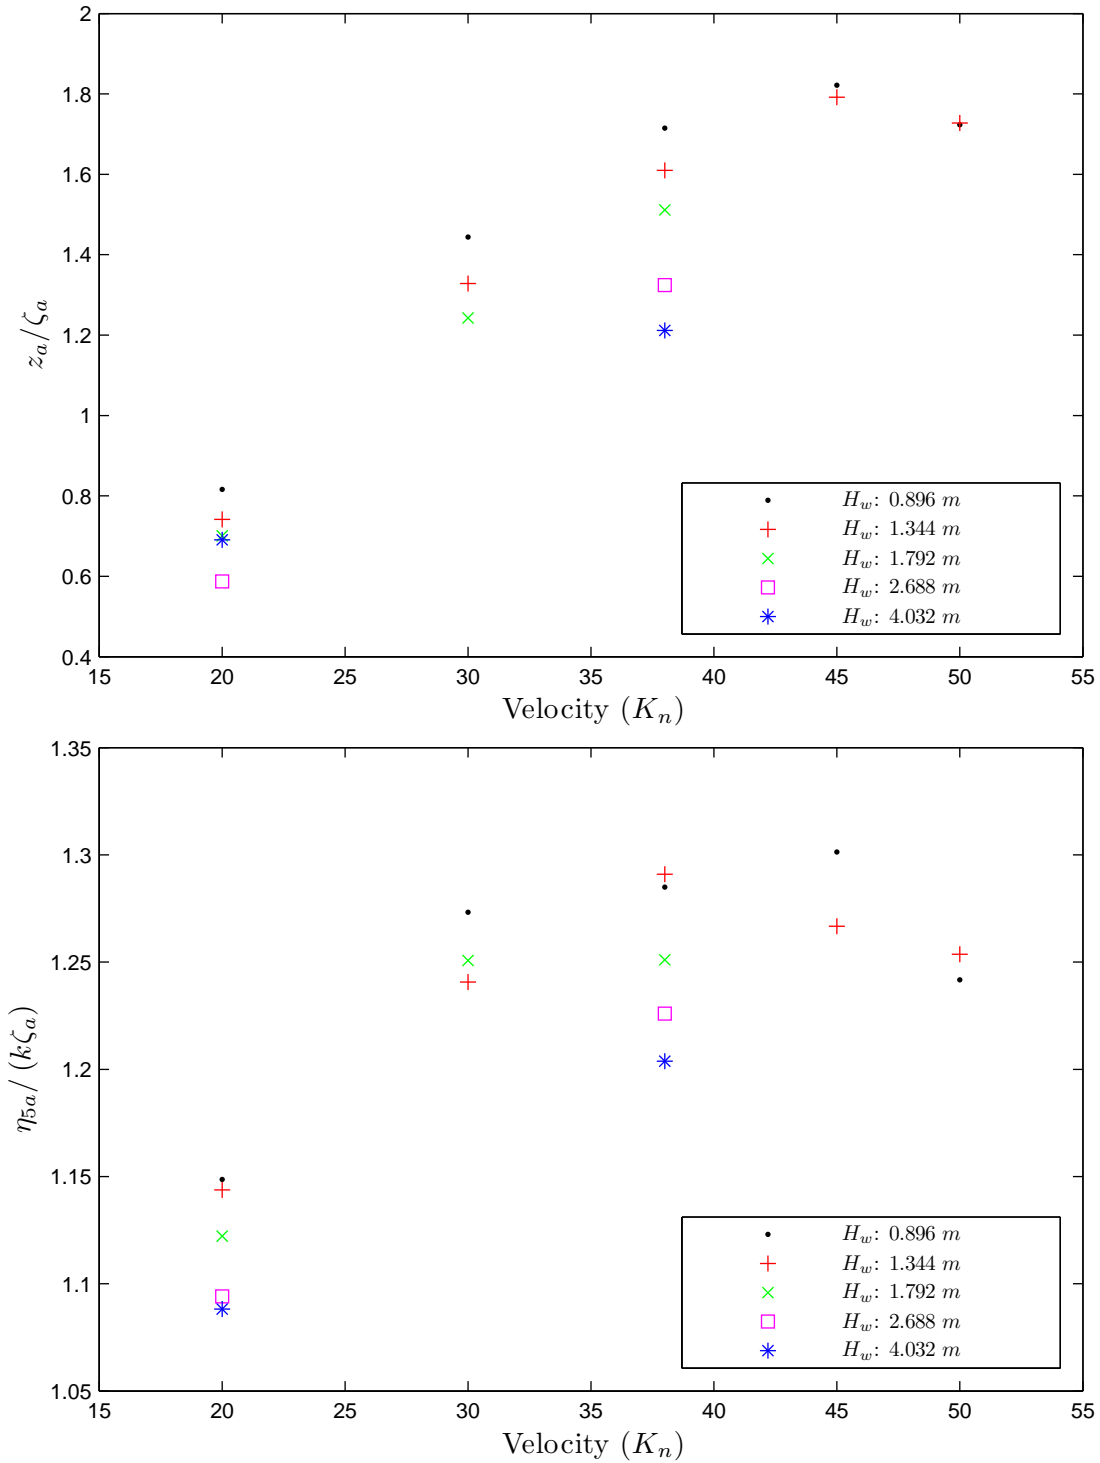 2
1.8
1.6
1.4
1.2
1
0.8
0.6
0.4
z_a/ζ_a
H_w: 0.896 m
H_w: 1.344 m
H_w: 1.792 m
H_w: 2.688 m
H_w: 4.032 m
15 20 25 30 35 40 45 50 55
Velocity (K_n)
1.35
1.3
1.25
1.2
1.15
1.1
1.05
η_{5a}/ (kζ_a)
H_w: 0.896 m
H_w: 1.344 m
H_w: 1.792 m
H_w: 2.688 m
H_w: 4.032 m
15 20 25 30 35 40 45 50 55
Velocity (K_n)